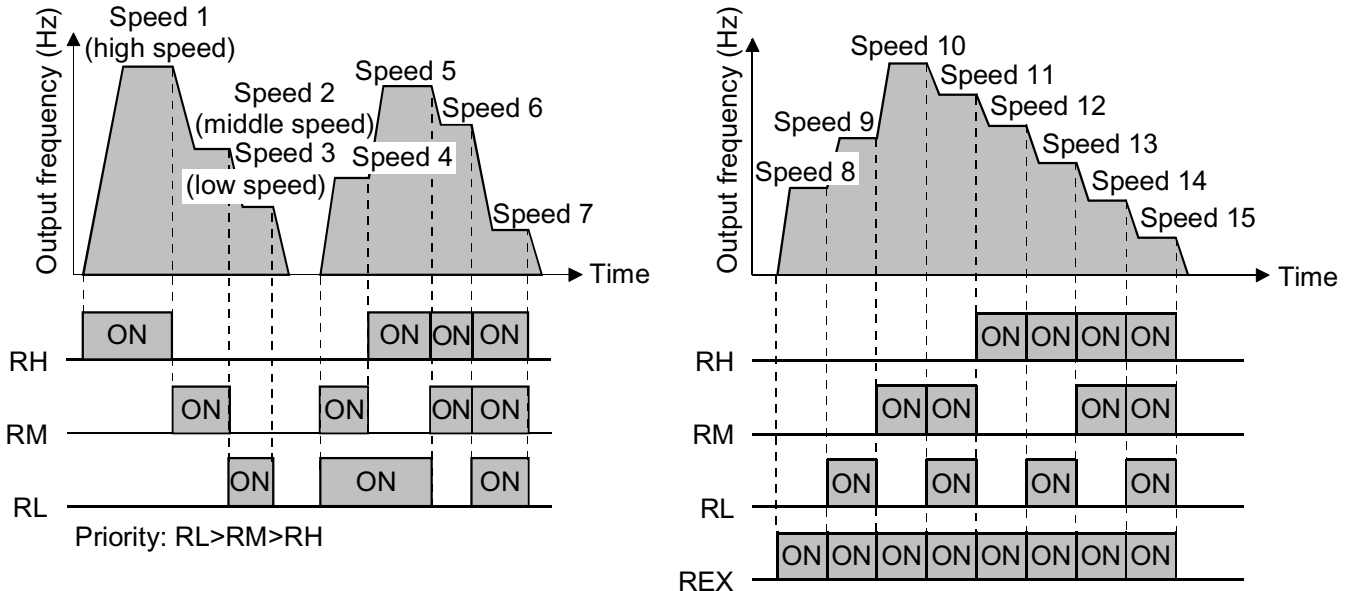 Output frequency (Hz)
Speed 1
(high speed)
Speed 2
(middle speed)
Speed 3
(low speed)
Speed 4
Speed 5
Speed 6
Speed 7
Time
ON ON ON ON
RH
ON ON ON ON
RM
ON ON ON
RL
Priority: RL>RM>RH
Output frequency (Hz)
Speed 8
Speed 9
Speed 10
Speed 11
Speed 12
Speed 13
Speed 14
Speed 15
Time
ON ON ON ON
RH
ON ON ON ON
RM
ON ON ON ON
RL
ON ON ON ON ON ON ON ON
REX